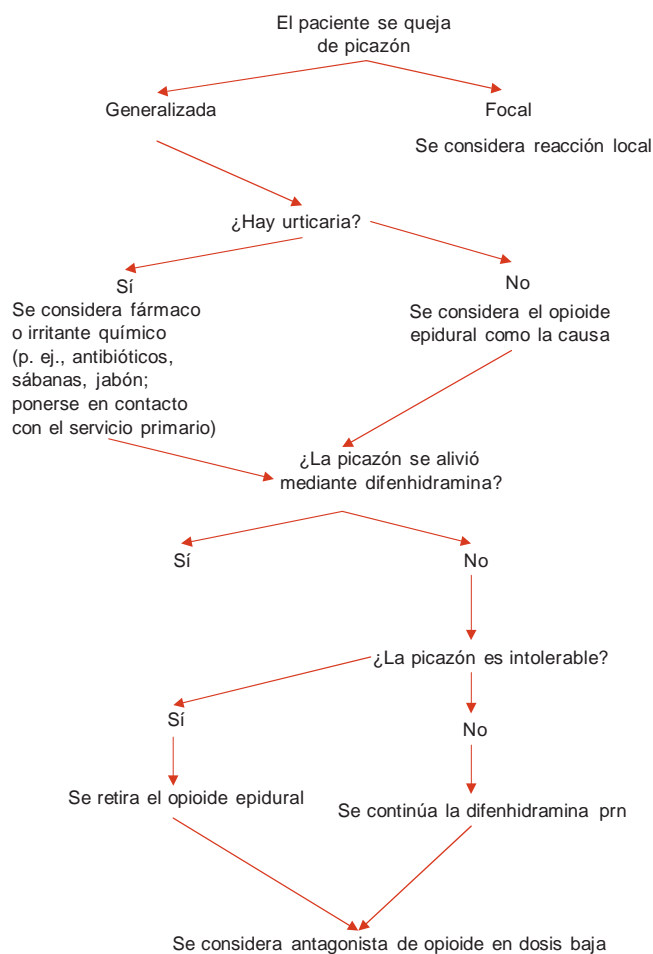 El paciente se queja
de picazón
Generalizada
Focal
Se considera reacción local
¿Hay urticaria?
Sí
Se considera fármaco
o irritante químico
(p. ej., antibióticos,
sábanas, jabón;
ponerse en contacto
con el servicio primario)
No
Se considera el opioide
epidural como la causa
¿La picazón se alivió
mediante difenhidramina?
Sí
No
¿La picazón es intolerable?
Sí
No
Se retira el opioide epidural
Se continúa la difenhidramina prn
Se considera antagonista de opioide en dosis baja